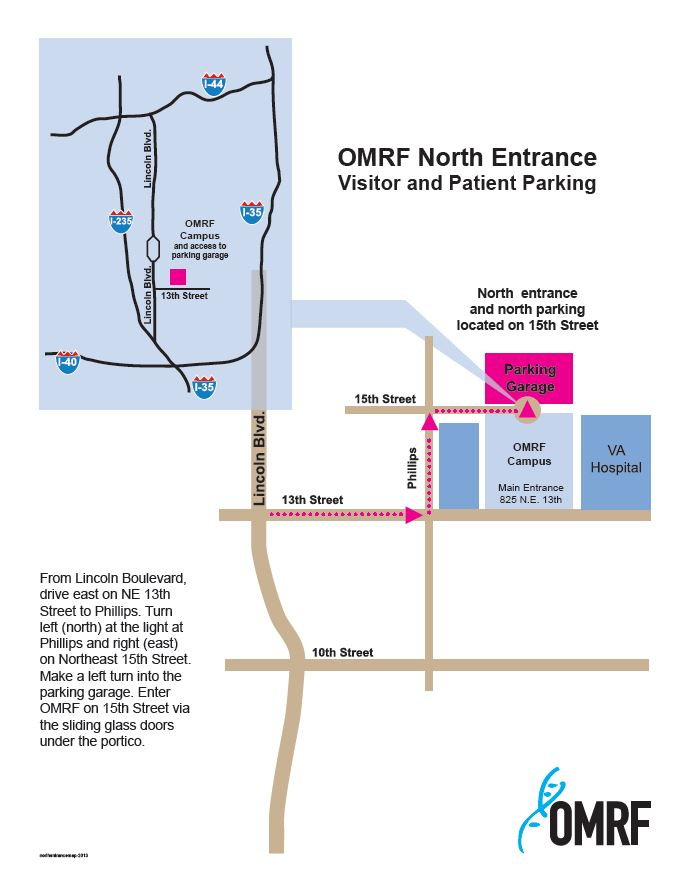 I-44
Lincoln Blvd.
I-235
I-35
OMRF
Campus
and access to
parking garage
Lincoln Blvd.
13th Street
I-40
I-35
OMRF North Entrance
Visitor and Patient Parking
North entrance
and north parking
located on 15th Street
Parking
Garage
15th Street
Lincoln Blvd.
Phillips
OMRF
Campus
Main Entrance
825 N.E. 13th
VA
Hospital
13th Street
From Lincoln Boulevard,
drive east on NE 13th
Street to Phillips. Turn
left (north) at the light at
Phillips and right (east)
on Northeast 15th Street.
Make a left turn into the
parking garage. Enter
OMRF on 15th Street via
the sliding glass doors
under the portico.
10th Street
OMRF
northentrancemap-2013